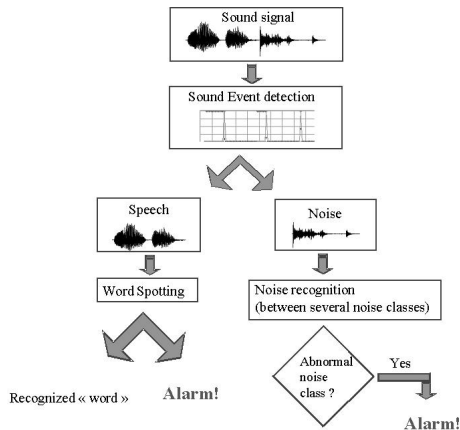 Sound signal
Sound Event detection
Speech
Noise
Word Spotting
Noise recognition
(between several noise classes)
Abnormal
noise
class ?
Yes
Recognized « word »
Alarm!
Alarm!